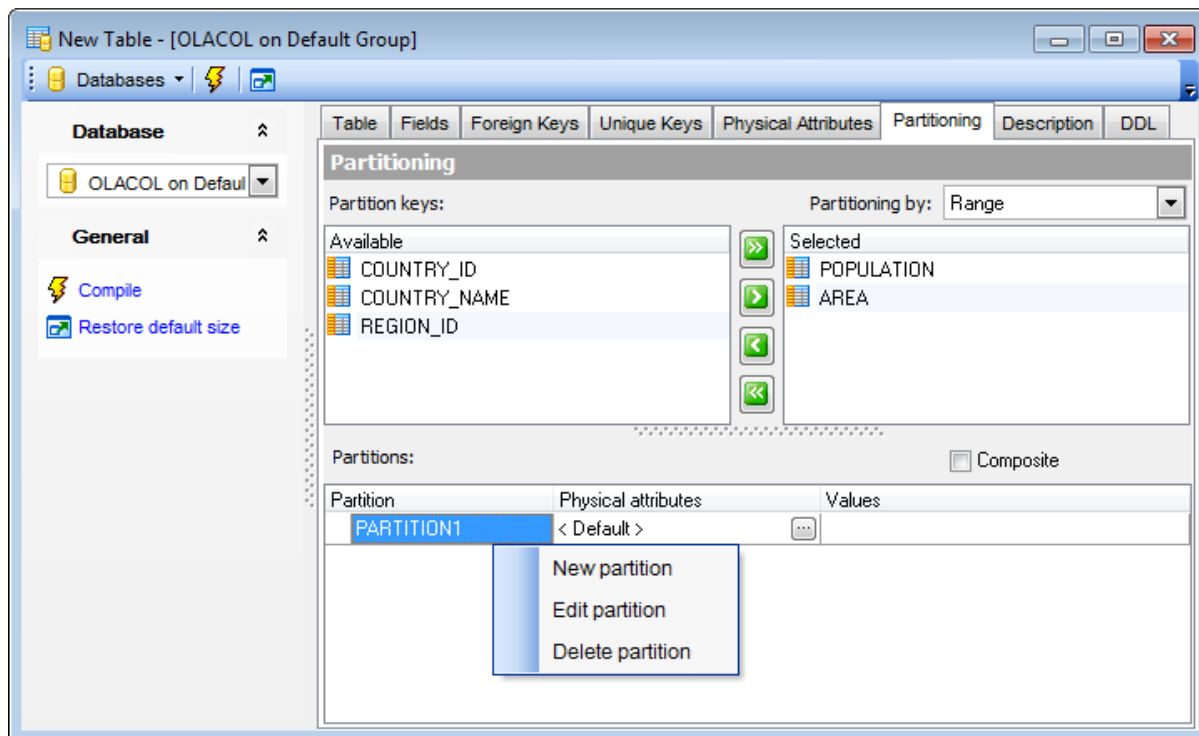 New Table - [OLACOL on Default Group]
Databases
Database
OLACOL on Defaul
General
Compile
Restore default size
Table Fields Foreign Keys Unique Keys Physical Attributes Partitioning Description DDL
Partitioning
Partition keys: Partitioning by: Range
Available Selected
COUNTRY_ID POPULATION
COUNTRY_NAME AREA
REGION_ID
Partitions: Composite
Partition Physical attributes Values
PARTITION1 < Default > ...
New partition
Edit partition
Delete partition